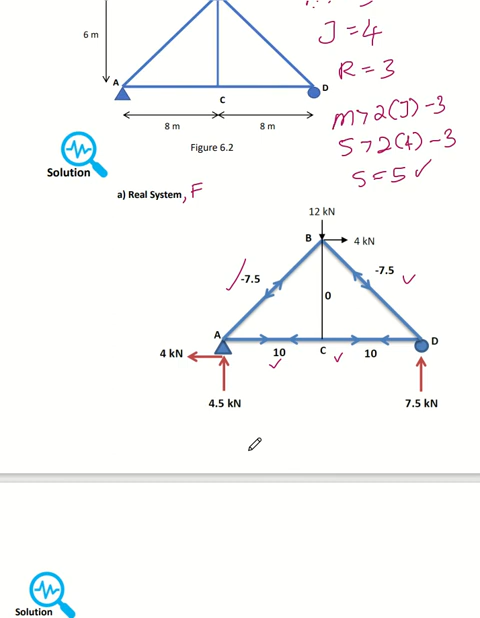 6 m
J = 4
R = 3
A
D
C
m > 2(J) - 3
8 m
8 m
5 > 2(4) - 3
Figure 6.2
5 = 5 ✓
Solution
a) Real System, F
12 kN
B
4 kN
-7.5
-7.5
0
A
D
4 kN
10
C
10
4.5 kN
7.5 kN
Solution